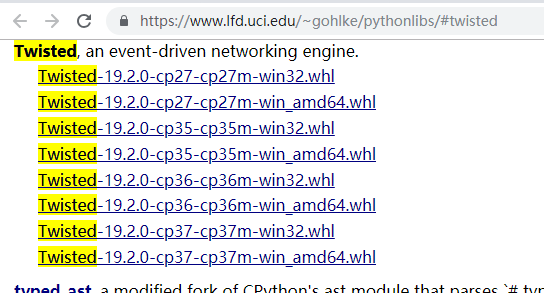 https://www.lfd.uci.edu/~gohlke/pythonlibs/#twisted
Twisted, an event-driven networking engine.
Twisted-19.2.0-cp27-cp27m-win32.whl
Twisted-19.2.0-cp27-cp27m-win_amd64.whl
Twisted-19.2.0-cp35-cp35m-win32.whl
Twisted-19.2.0-cp35-cp35m-win_amd64.whl
Twisted-19.2.0-cp36-cp36m-win32.whl
Twisted-19.2.0-cp36-cp36m-win_amd64.whl
Twisted-19.2.0-cp37-cp37m-win32.whl
Twisted-19.2.0-cp37-cp37m-win_amd64.whl
typed_ast, a modified fork of CPython's ast module that parses `# typ